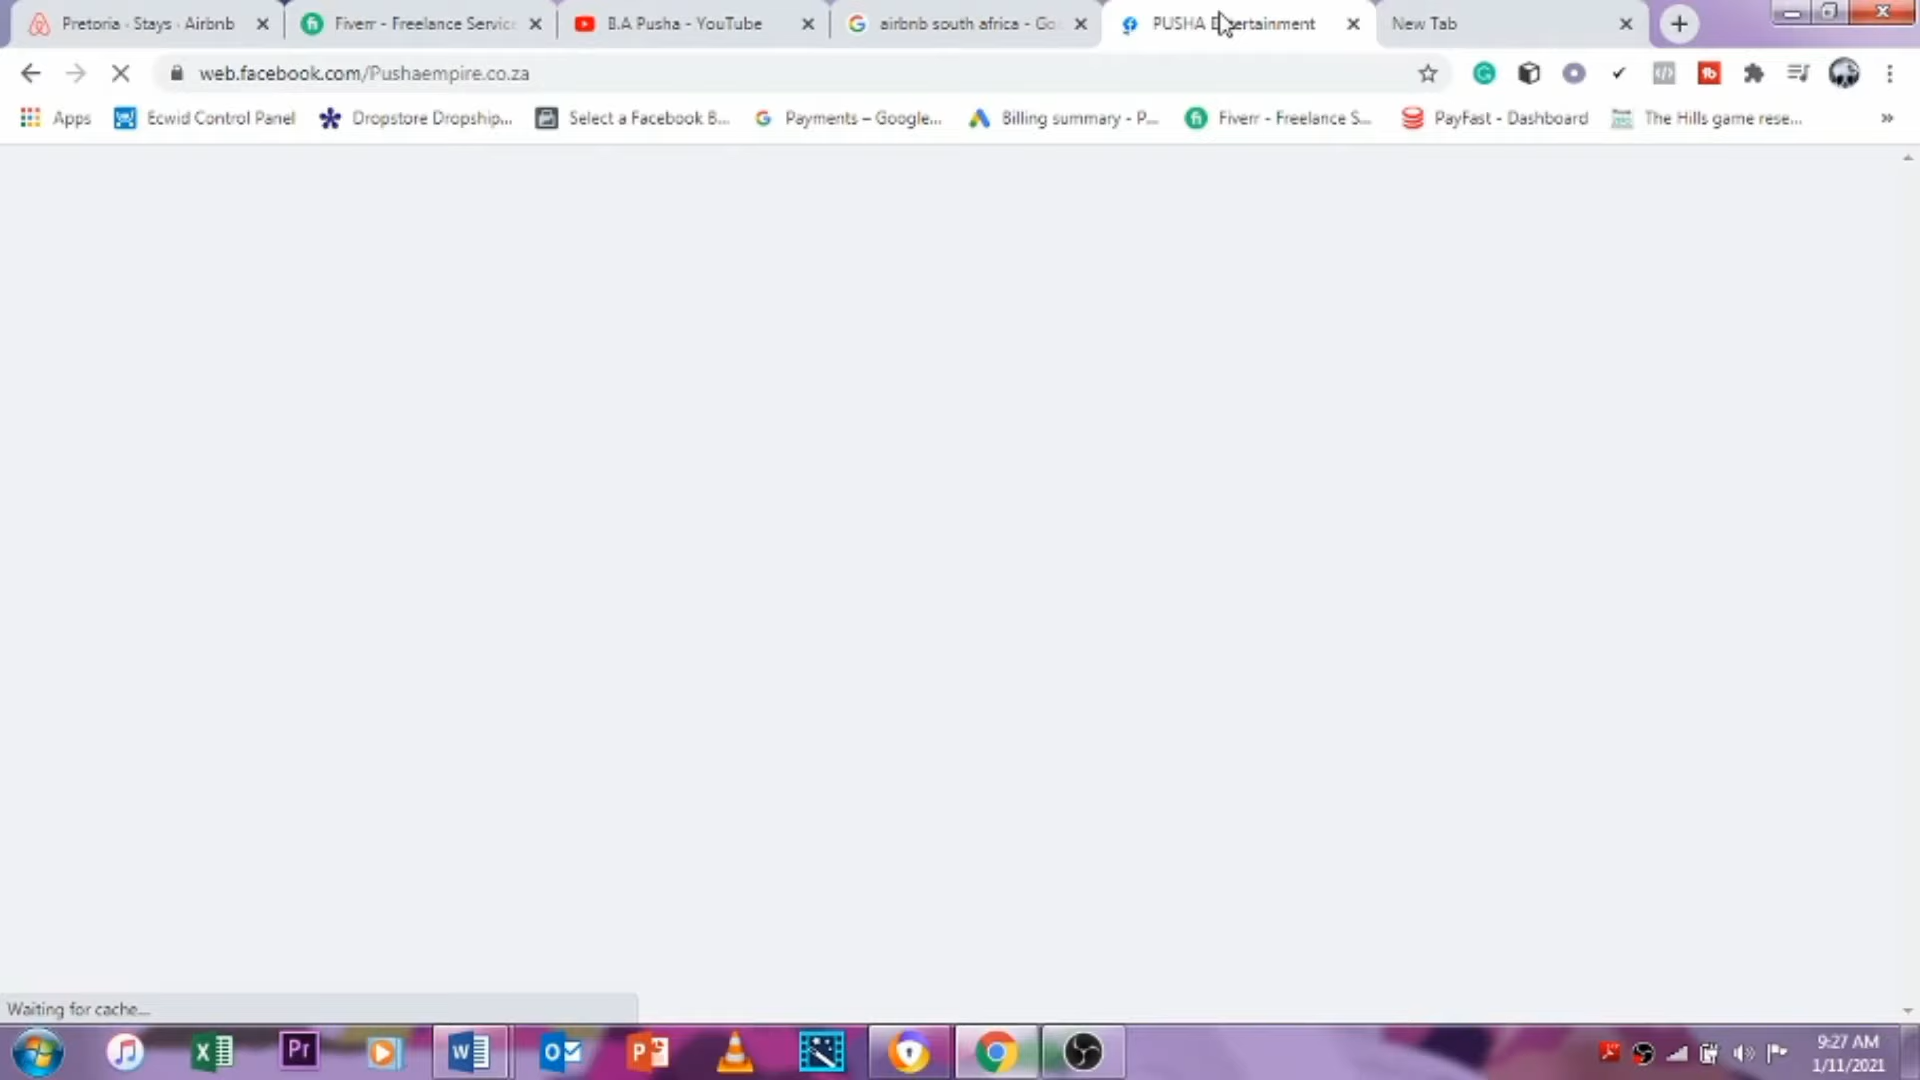 Pretoria · Stays · Airbnb
Fiverr - Freelance Service
B.A Pusha - YouTube
airbnb south africa - Go
PUSHA Entertainment
New Tab
web.facebook.com/Pushaempire.co.za
Apps
Ecwid Control Panel
Dropstore Dropship...
Select a Facebook B...
Payments – Google...
Billing summary - P...
Fiverr - Freelance S...
PayFast - Dashboard
The Hills game rese...
»
Waiting for cache...
9:27 AM
1/11/2021